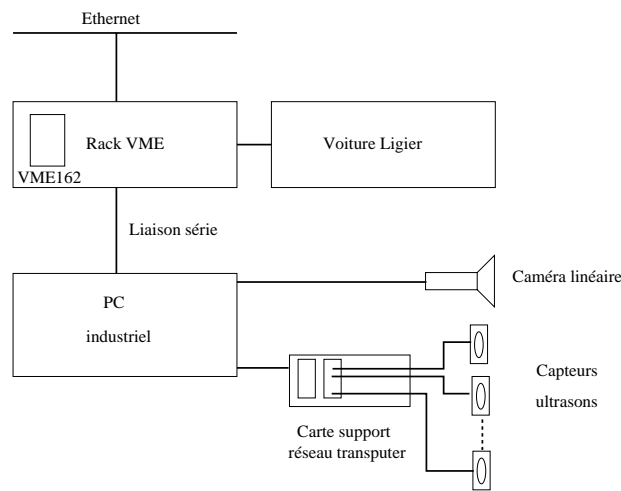 Ethernet
Rack VME
VME162
Voiture Ligier
Liaison série
PC
industriel
Caméra linéaire
Capteurs
ultrasons
Carte support
réseau transputer